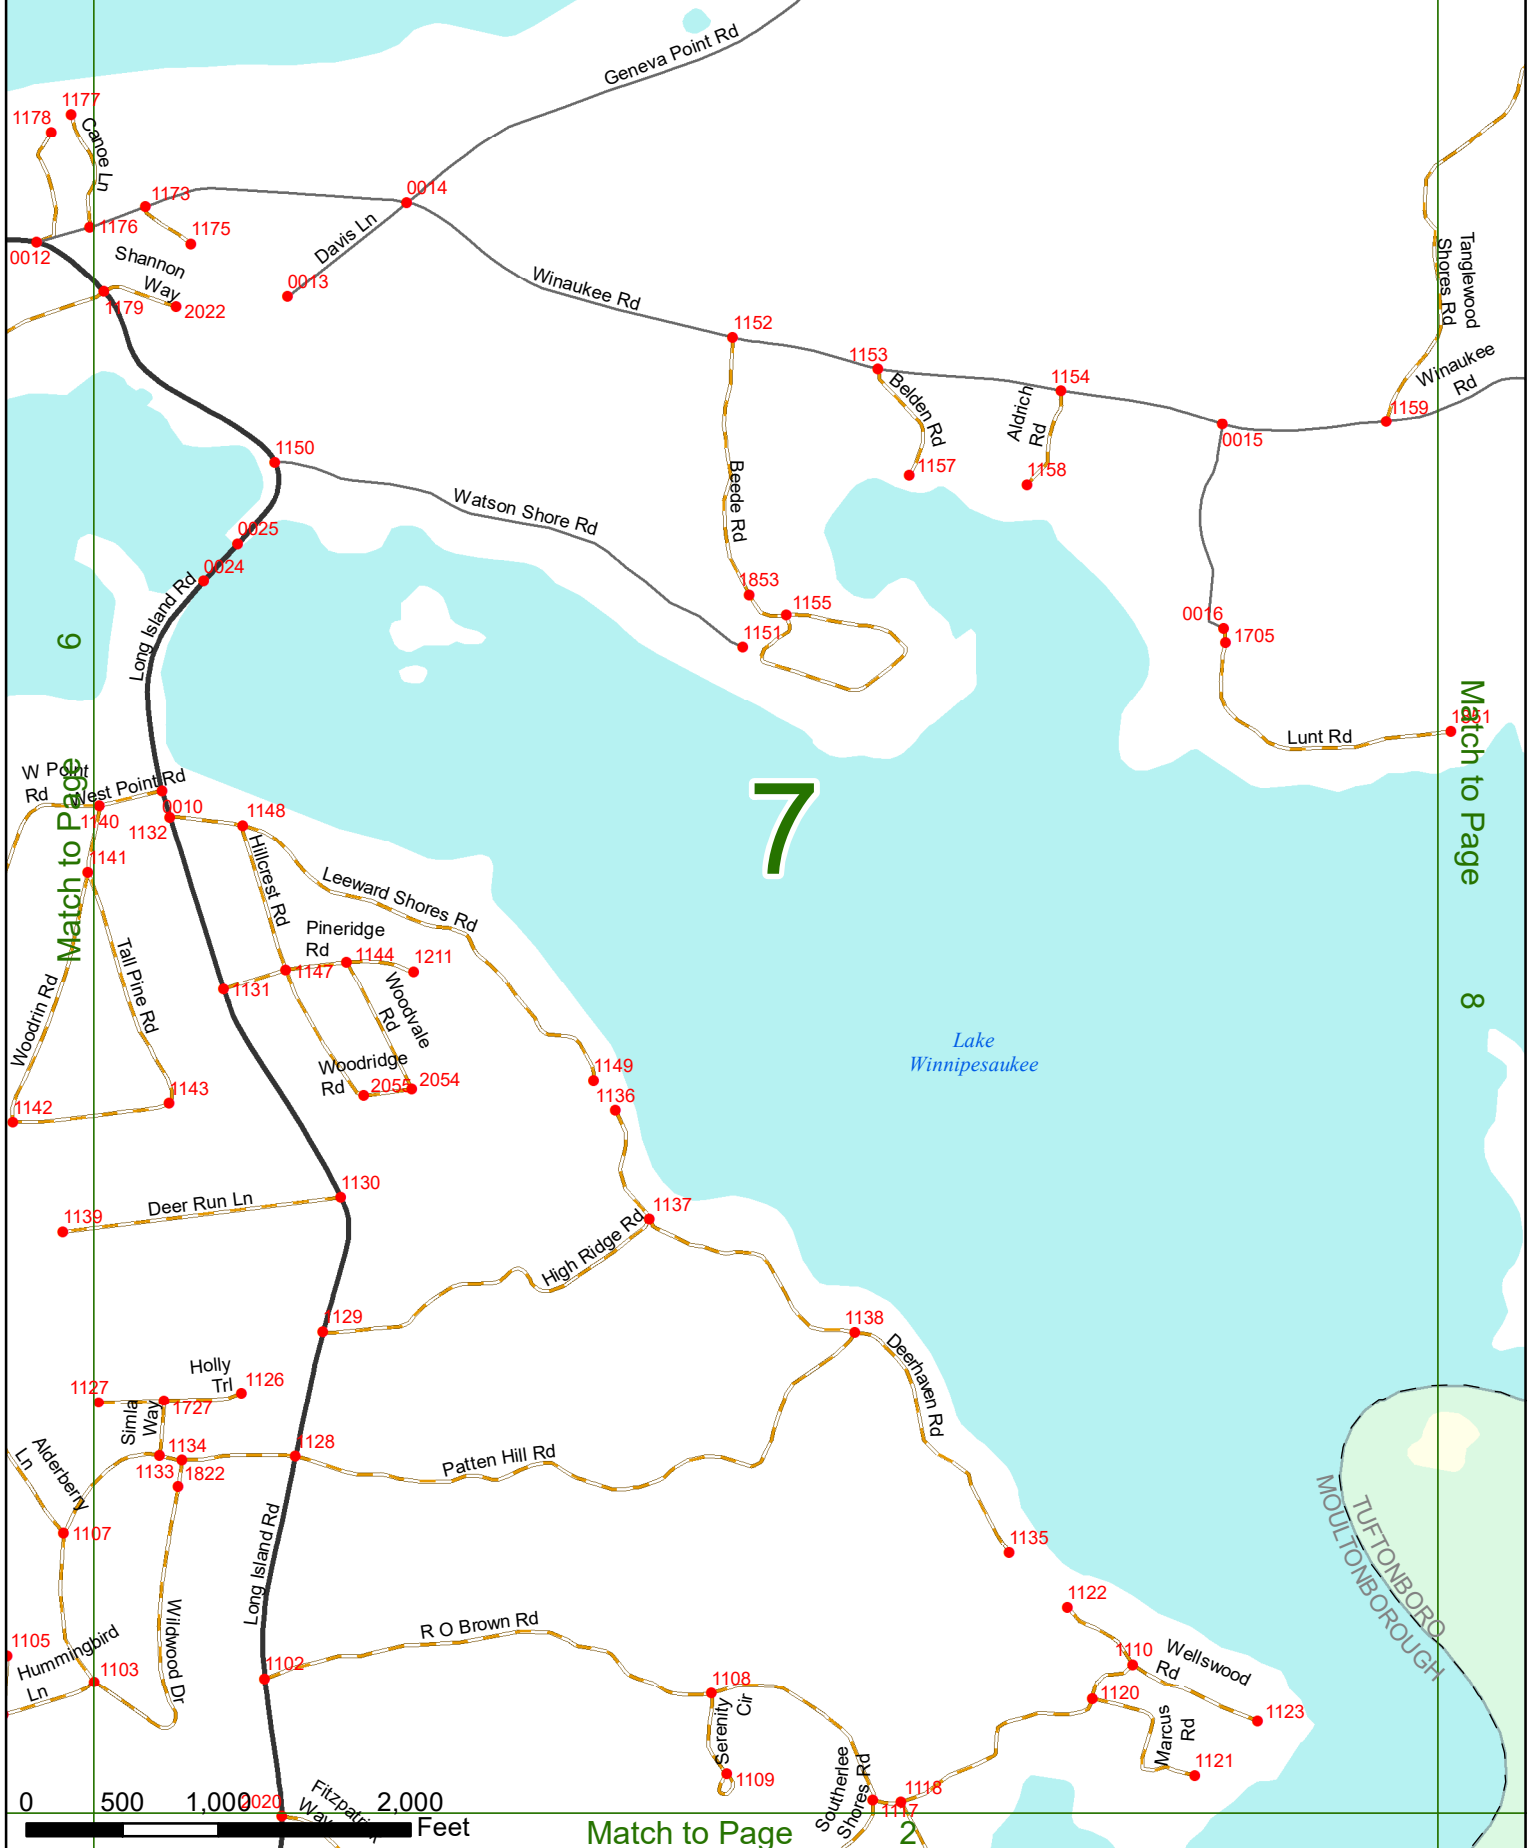 Geneva Point Rd
1177
1178
Canoe Ln
1173
0014
1176
1175
Davis Ln
0012
Shannon
Way
0013
1179
2022
Winaukee Rd
Tanglewood
Shores Rd
1152
1153
1154
Winaukee
Rd
Belden Rd
Aldrich
Rd
1159
0015
1150
Watson Shore Rd
Beede Rd
1157
1158
0025
0024
Long Island Rd
1853
1155
1151
0016
1705
6
Match to Page
Lunt Rd
W Point
Rd
West Point Rd
0010
1140
1132
1148
7
Match to Page
1141
Hillcrest Rd
Leeward Shores Rd
Pineridge
Rd
1144
1211
1147
1131
Tall Pine Rd
Woodrin Rd
Woodvale
Rd
8
Lake
Winnipesaukee
Woodridge
Rd
2055
2054
1149
1136
1143
1142
1130
Deer Run Ln
1139
1137
High Ridge Rd
1129
1138
Deerhaven Rd
Holly
Trl
1126
1127
1727
Simla
Way
1134
1133
1822
1128
Patten Hill Rd
Alderberry
Ln
1107
Long Island Rd
1135
TUFTONBORO
MOULTONBOROUGH
1122
Wildwood Dr
R O Brown Rd
1105
Hummingbird
Ln
1103
1102
1110
Wellswood
Rd
1108
Serenity
Cir
1120
1123
Marcus
Rd
1121
1109
Southerlee
Shores Rd
1118
1117
2020
Fitzpatrick
Way
0 500 1,000 2,000
Feet
Match to Page 2